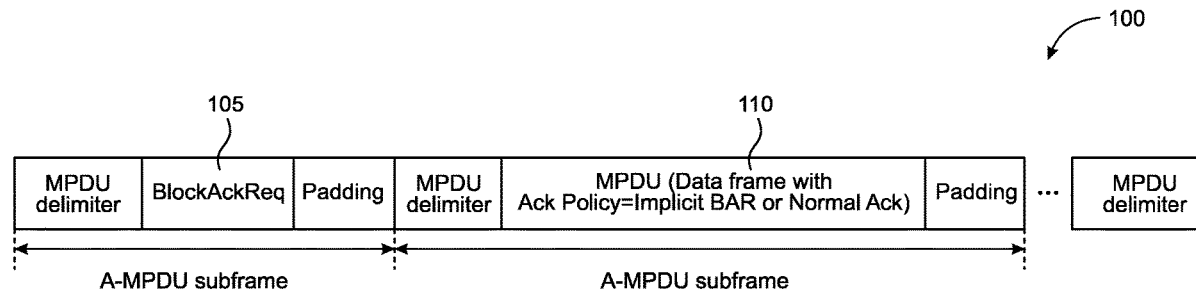 100
105
110
MPDU
delimiter
BlockAckReq
Padding
MPDU
delimiter
MPDU (Data frame with
Ack Policy=Implicit BAR or Normal Ack)
Padding
...
MPDU
delimiter
A-MPDU subframe
A-MPDU subframe